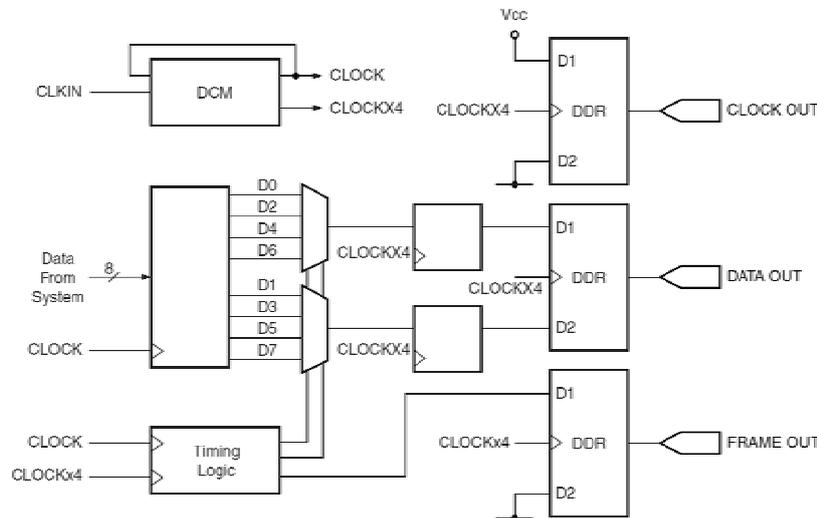 Vcc
D1
CLOCKX4
DDR
CLOCK OUT
D2
CLKIN
DCM
CLOCK
CLOCKX4
Data
From
System
8
CLOCK
D0
D2
D4
D6
D1
D3
D5
D7
CLOCKX4
CLOCKX4
D1
CLOCKX4
DDR
DATA OUT
D2
CLOCK
CLOCKx4
Timing
Logic
D1
CLOCKx4
DDR
FRAME OUT
D2